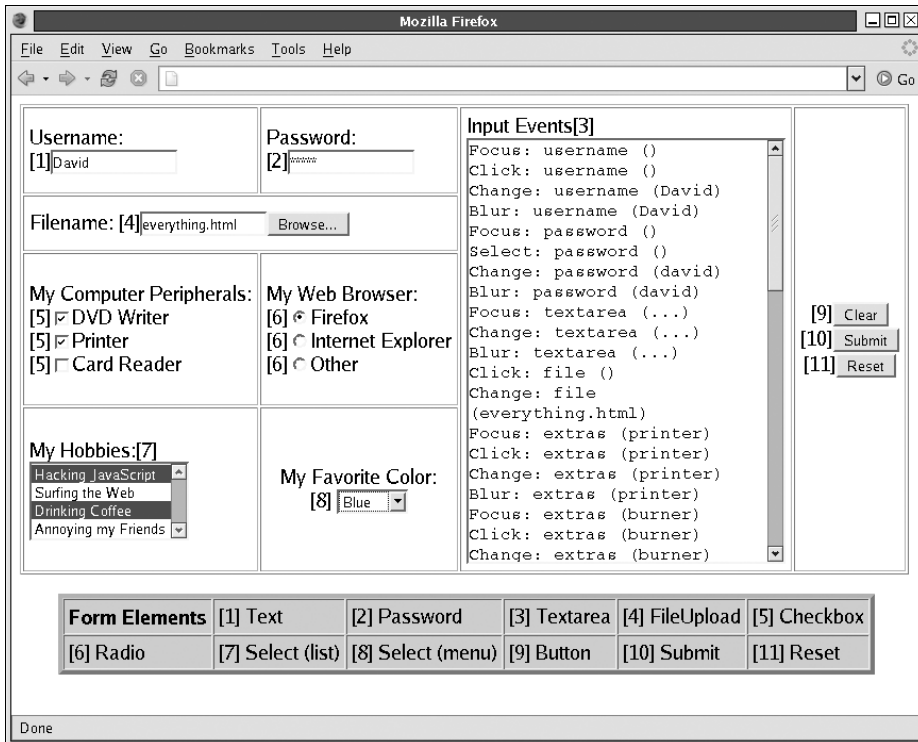 Mozilla Firefox
File Edit View Go Bookmarks Tools Help
Go
Username:
[1] David
Password:
[2] *****
Filename: [4] everything.html Browse...
My Computer Peripherals:
[5] DVD Writer
[5] Printer
[5] Card Reader
My Web Browser:
[6] Firefox
[6] Internet Explorer
[6] Other
My Hobbies:[7]
Hacking JavaScript
Surfing the Web
Drinking Coffee
Annoying my Friends
My Favorite Color:
[8] Blue
Input Events[3]
Focus: username ()
Click: username ()
Change: username (David)
Blur: username (David)
Focus: password ()
Select: password ()
Change: password (david)
Blur: password (david)
Focus: textarea (...)
Change: textarea (...)
Blur: textarea (...)
Click: file ()
Change: file
(everything.html)
Focus: extras (printer)
Click: extras (printer)
Change: extras (printer)
Blur: extras (printer)
Focus: extras (burner)
Click: extras (burner)
Change: extras (burner)
[9] Clear
[10] Submit
[11] Reset
Form Elements [1] Text [2] Password [3] Textarea [4] FileUpload [5] Checkbox
[6] Radio [7] Select (list) [8] Select (menu) [9] Button [10] Submit [11] Reset
Done